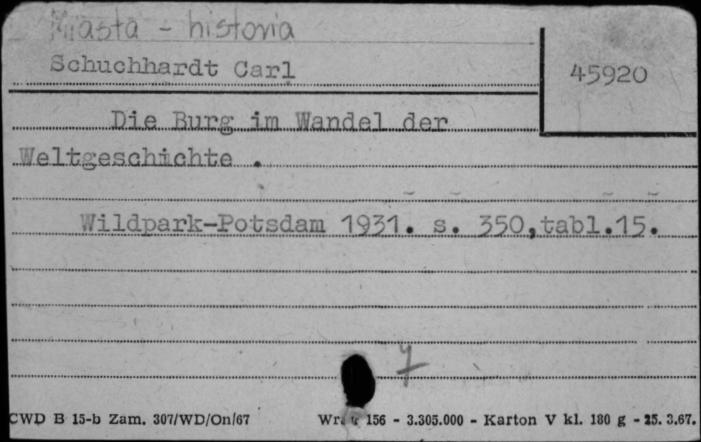 Miasta - historia
Schuchhardt Carl
45920
Die Burg im Wandel der
Weltgeschichte .
Wildpark-Potsdam 1931. s. 350,tabl.15.
CWD B 15-b Zam. 307/WD/On/67 156 - 3.305.000 - Karton V kl. 180 g - 25. 3.67.